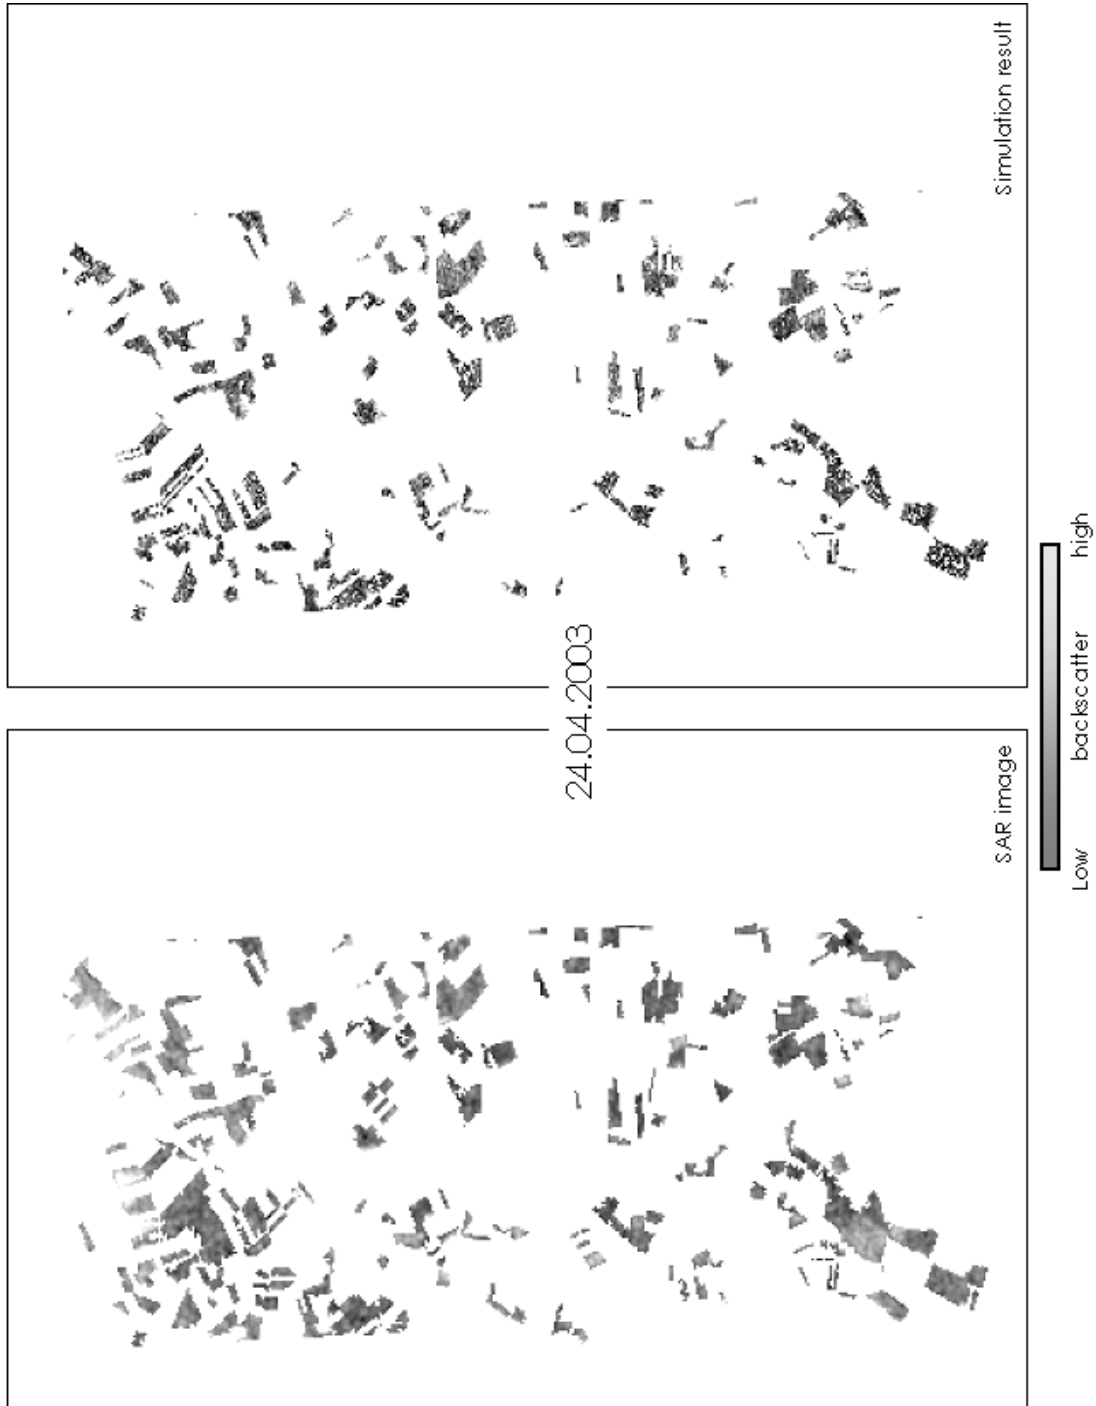 SAR image
Simulation result
24.04.2003
Low
backscatter
high